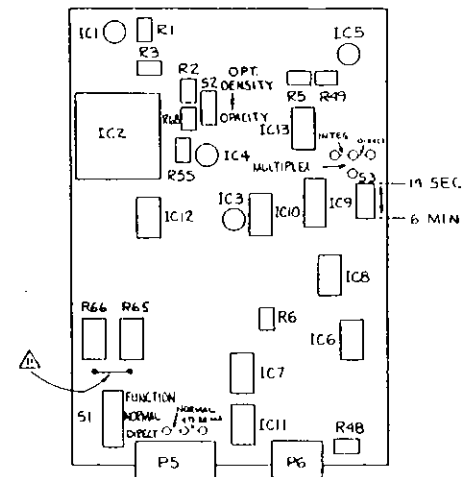 IC1
R1
IC5
R3
R2
S2
OPT.
DENSITY
OPACITY
R5
R49
IC2
R68
IC13
INTEG
DIRECT
IC4
MULTIPLEX
R55
S3
14 SEC
6 MIN
IC12
IC3
IC10
IC9
IC8
R66
R65
R6
IC6
IC7
S1
FUNCTION
NORMAL
DIRECT
NORMAL
IC11
R48
P5
P6